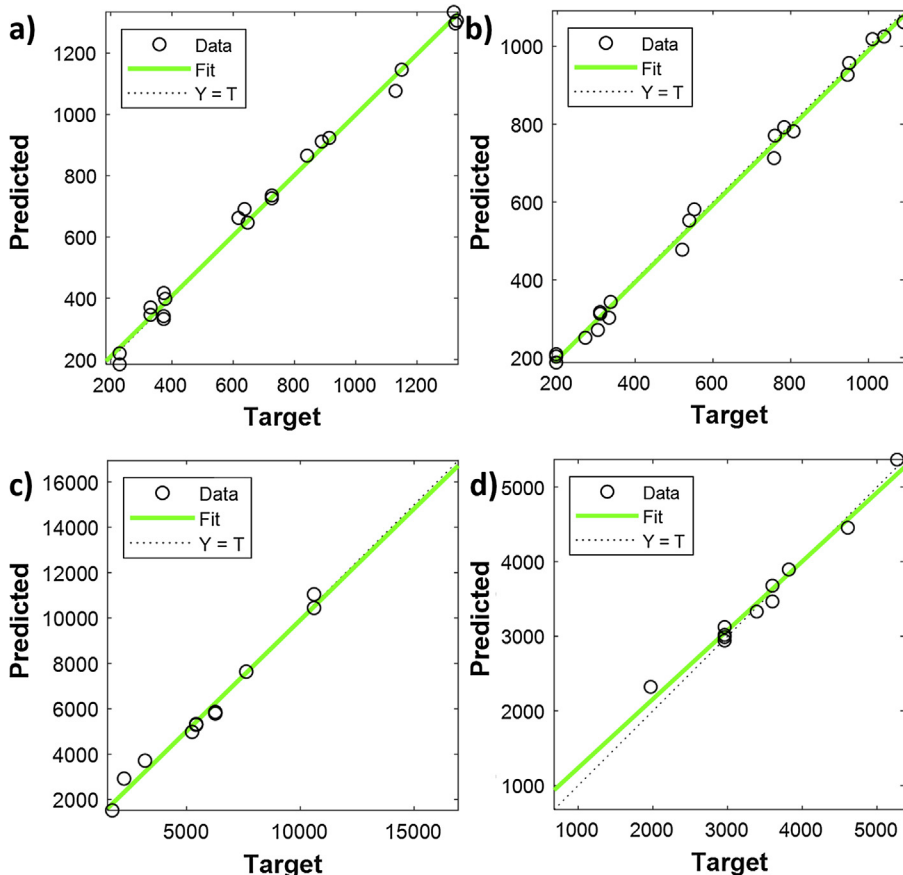 a)
Data
Fit
Y = T
Predicted
1200
1000
800
600
400
200
200 400 600 800 1000 1200
Target
b)
Data
Fit
Y = T
Predicted
1000
800
600
400
200
200 400 600 800 1000
Target
c)
Data
Fit
Y = T
Predicted
16000
14000
12000
10000
8000
6000
4000
2000
5000 10000 15000
Target
d)
Data
Fit
Y = T
Predicted
5000
4000
3000
2000
1000
1000 2000 3000 4000 5000
Target